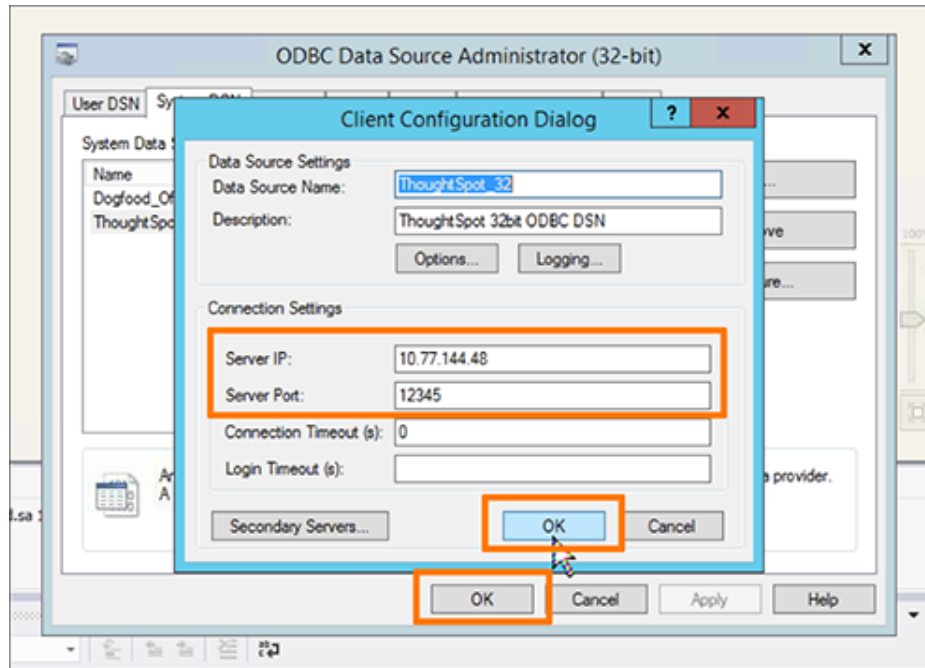 ODBC Data Source Administrator (32-bit)
x
User DSN
Client Configuration Dialog
?
x
System Data
Name
Dogfood_Of
ThoughtSpo
Data Source Settings
Data Source Name:
ThoughtSpot_32
Description:
ThoughtSpot 32bit ODBC DSN
Options...
Logging...
Connection Settings
Server IP:
10.77.144.48
Server Port:
12345
Connection Timeout (s):
0
Login Timeout (s):
Secondary Servers...
OK
Cancel
100%
a provider.
OK
Cancel
Apply
Help